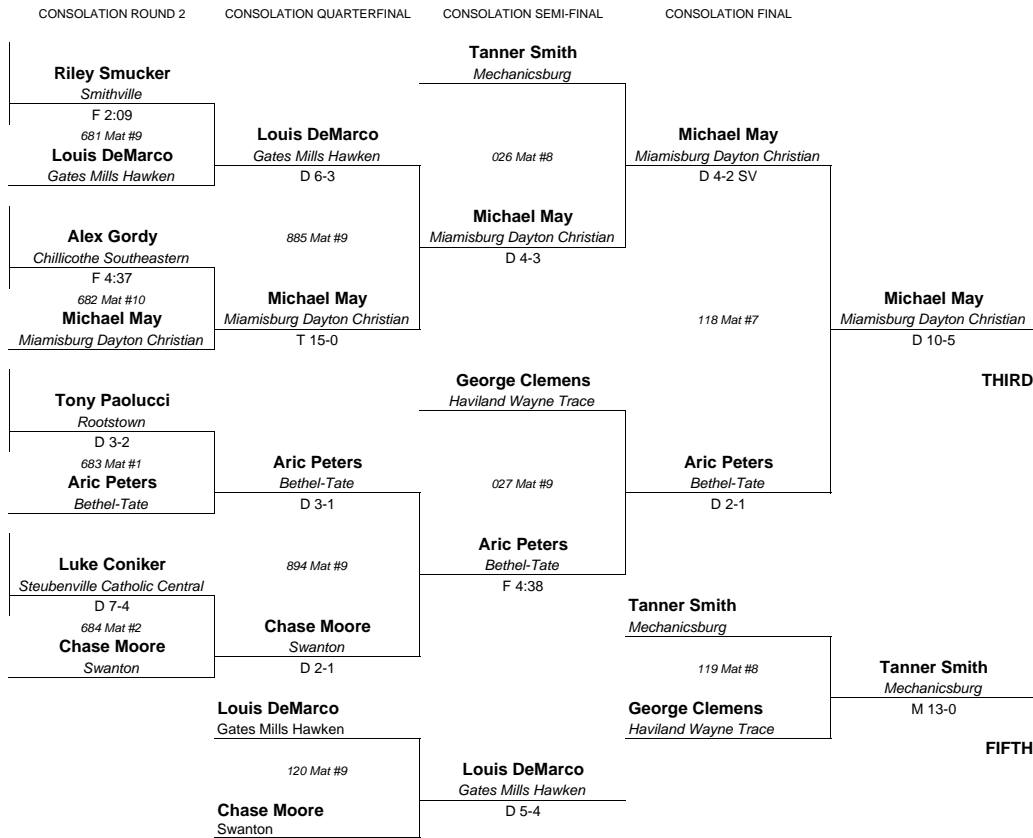 CONSOLATION ROUND 2
CONSOLATION QUARTERFINAL
CONSOLATION SEMI-FINAL
CONSOLATION FINAL
Riley Smucker
Smithville
F 2:09
681 Mat #9
Louis DeMarco
Gates Mills Hawken
Alex Gordy
Chillicothe Southeastern
F 4:37
682 Mat #10
Michael May
Miamisburg Dayton Christian
Tony Paolucci
Rootstown
D 3-2
683 Mat #1
Aric Peters
Bethel-Tate
Luke Coniker
Steubenville Catholic Central
D 7-4
684 Mat #2
Chase Moore
Swanton
Louis DeMarco
Gates Mills Hawken
D 6-3
885 Mat #9
Michael May
Miamisburg Dayton Christian
T 15-0
Aric Peters
Bethel-Tate
D 3-1
894 Mat #9
Chase Moore
Swanton
D 2-1
Louis DeMarco
Gates Mills Hawken
120 Mat #9
Chase Moore
Swanton
Tanner Smith
Mechanicsburg
026 Mat #8
Michael May
Miamisburg Dayton Christian
D 4-3
George Clemens
Haviland Wayne Trace
027 Mat #9
Aric Peters
Bethel-Tate
F 4:38
Louis DeMarco
Gates Mills Hawken
D 5-4
Michael May
Miamisburg Dayton Christian
D 4-2 SV
118 Mat #7
Aric Peters
Bethel-Tate
D 2-1
Tanner Smith
Mechanicsburg
119 Mat #8
George Clemens
Haviland Wayne Trace
Michael May
Miamisburg Dayton Christian
D 10-5
THIRD
Tanner Smith
Mechanicsburg
M 13-0
FIFTH